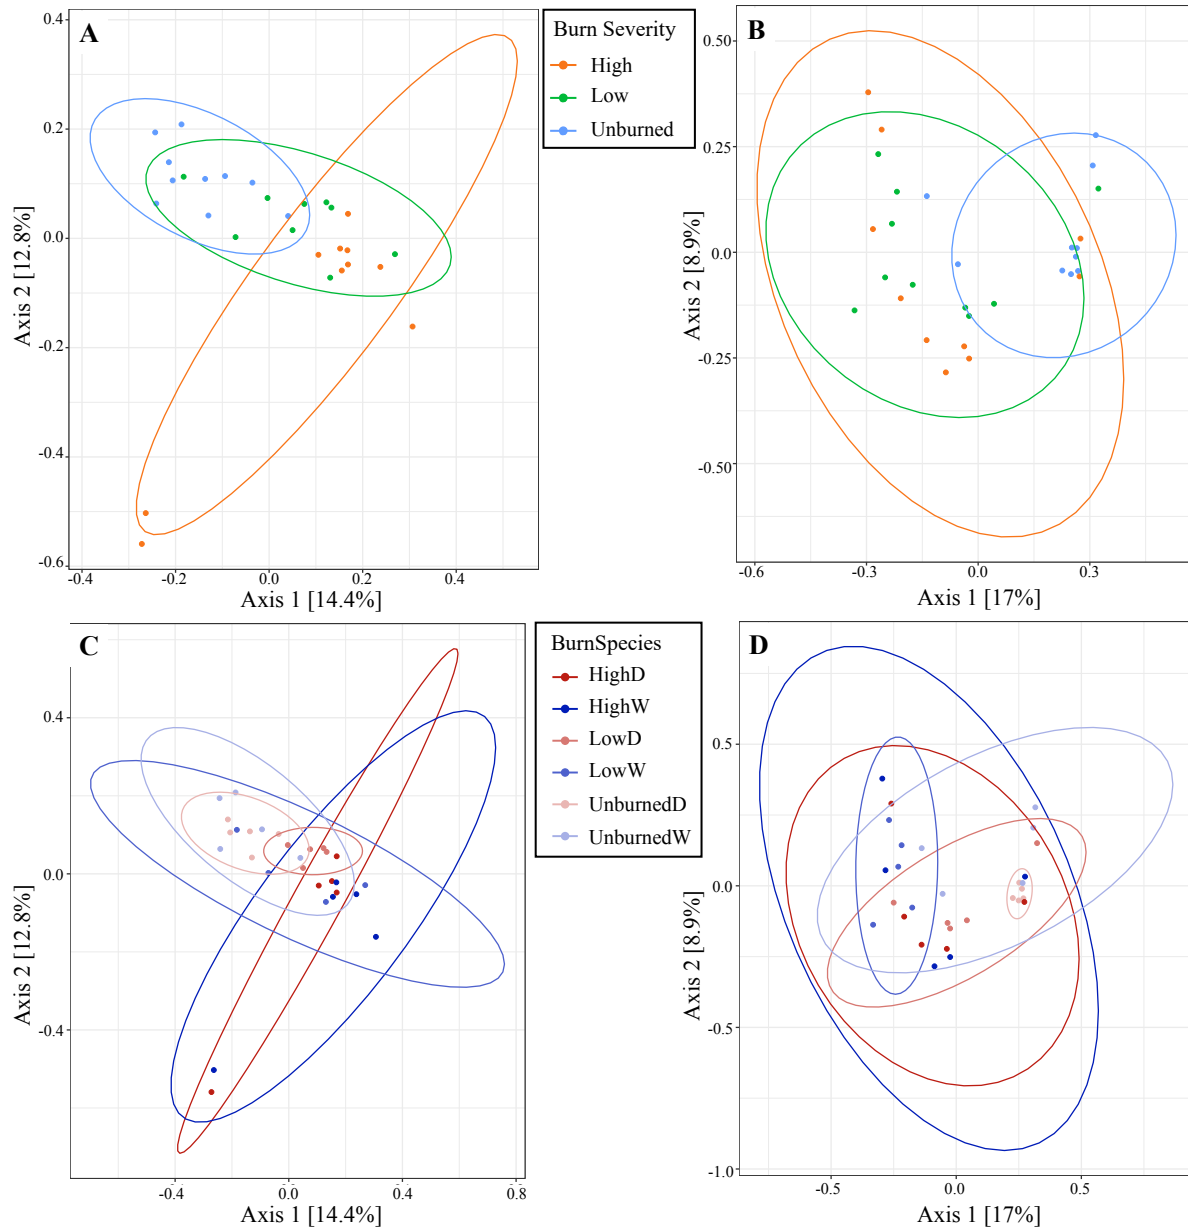 A
0.4
0.2
0.0
-0.2
-0.4
-0.6
Axis 2 [12.8%]
-0.4
-0.2
0.0
0.2
0.4
Axis 1 [14.4%]
Burn Severity
High
Low
Unburned
B
0.50
0.25
0.0
-0.25
-0.50
Axis 2 [8.9%]
-0.6
-0.3
0.0
0.3
Axis 1 [17%]
C
0.4
0.0
-0.4
Axis 2 [12.8%]
-0.4
0.0
0.4
0.8
Axis 1 [14.4%]
BurnSpecies
HighD
HighW
LowD
LowW
UnburnedD
UnburnedW
D
0.5
0.0
-0.5
-1.0
Axis 2 [8.9%]
-0.5
0.0
0.5
Axis 1 [17%]